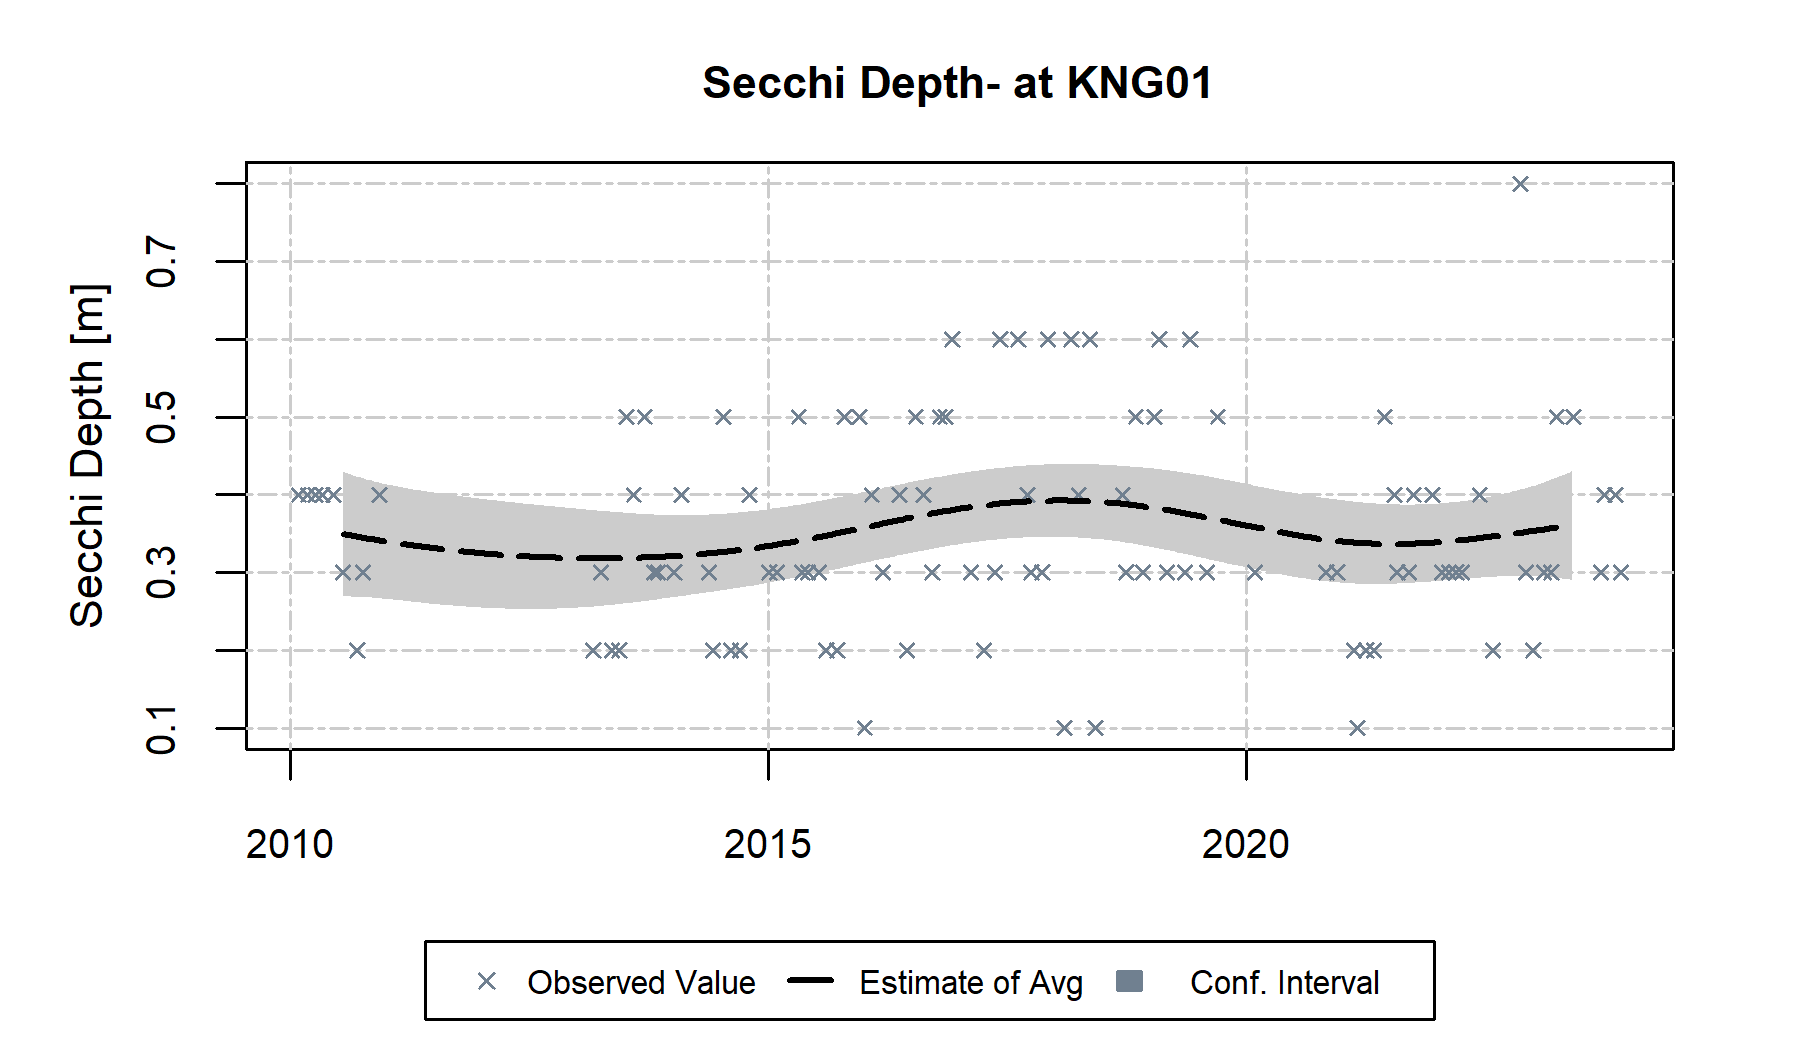 Secchi Depth- at KNG01
Secchi Depth [m]
0.7
0.5
0.3
0.1
2010 2015 2020
Observed Value Estimate of Avg Conf. Interval